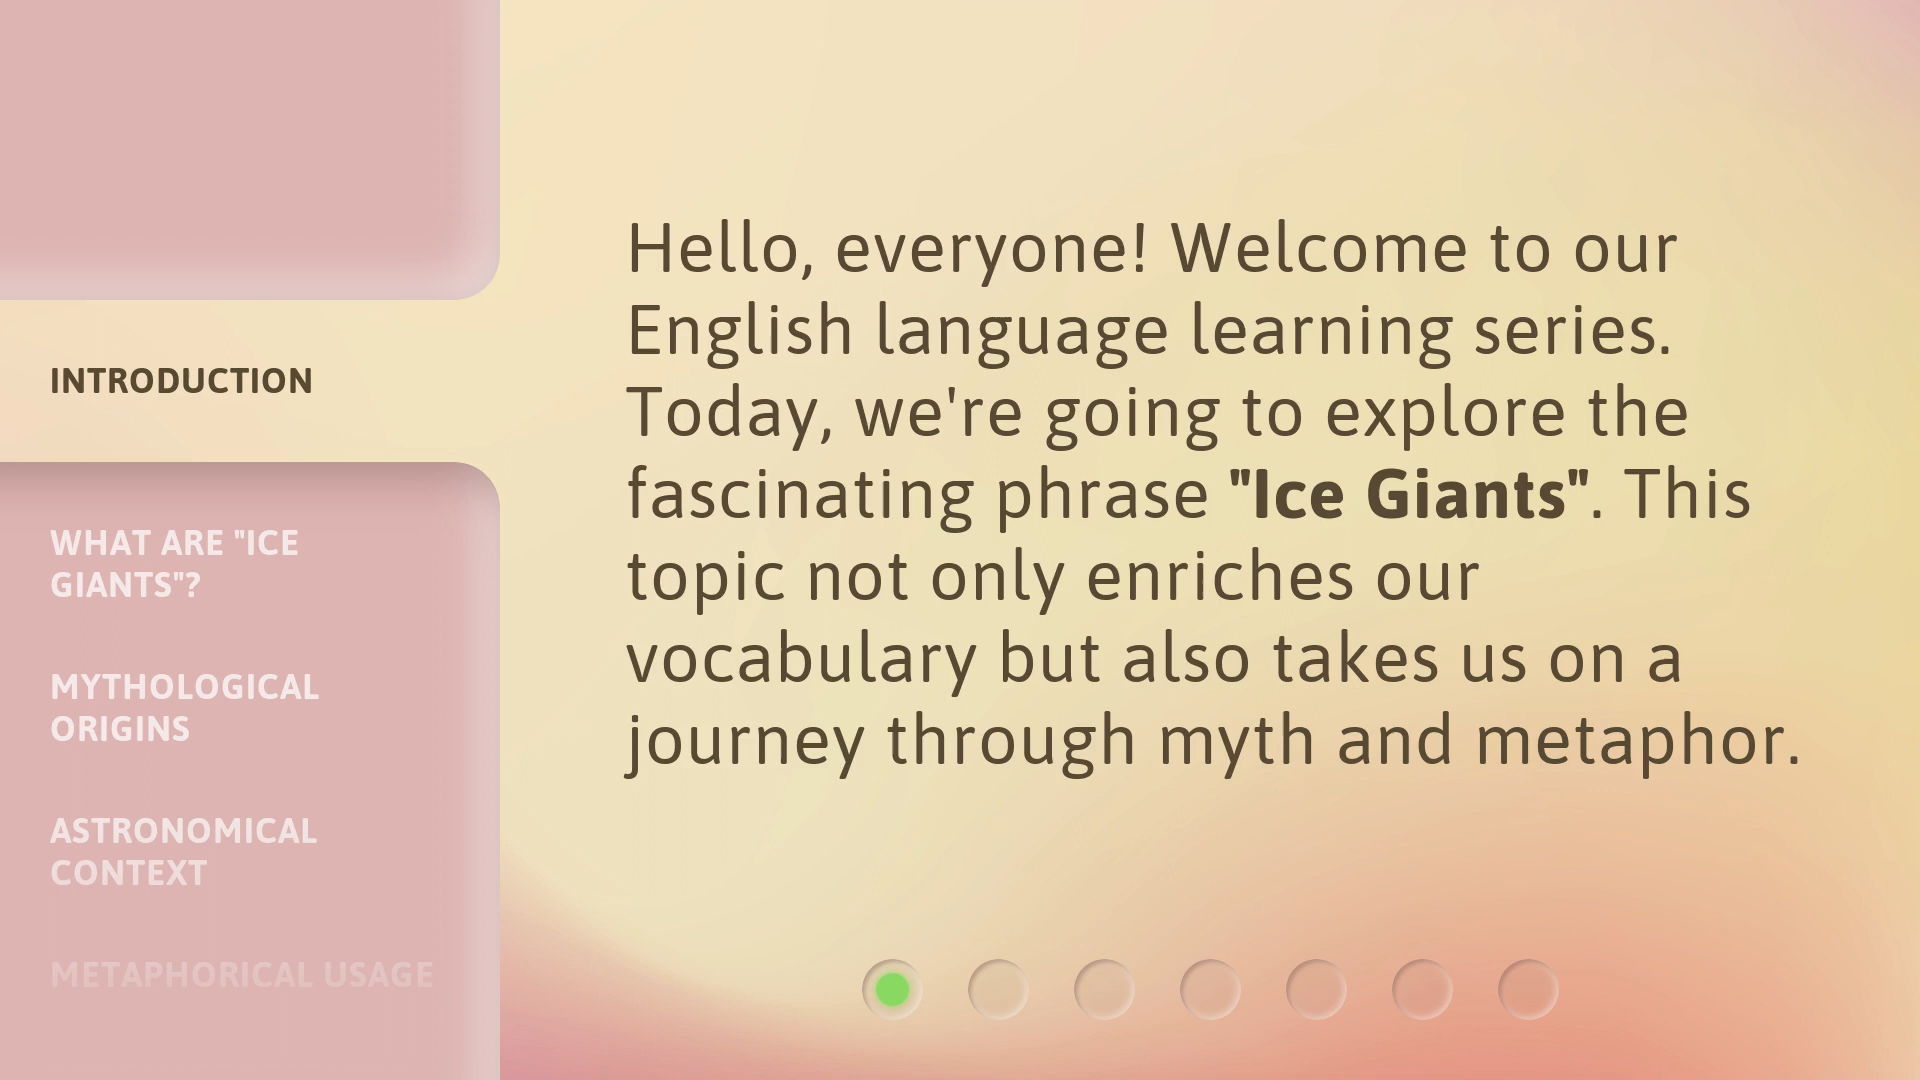 INTRODUCTION
WHAT ARE "ICE
GIANTS"?
MYTHOLOGICAL
ORIGINS
ASTRONOMICAL
CONTEXT
METAPHORICAL USAGE
Hello, everyone! Welcome to our
English language learning series.
Today, we're going to explore the
fascinating phrase "Ice Giants". This
topic not only enriches our
vocabulary but also takes us on a
journey through myth and metaphor.